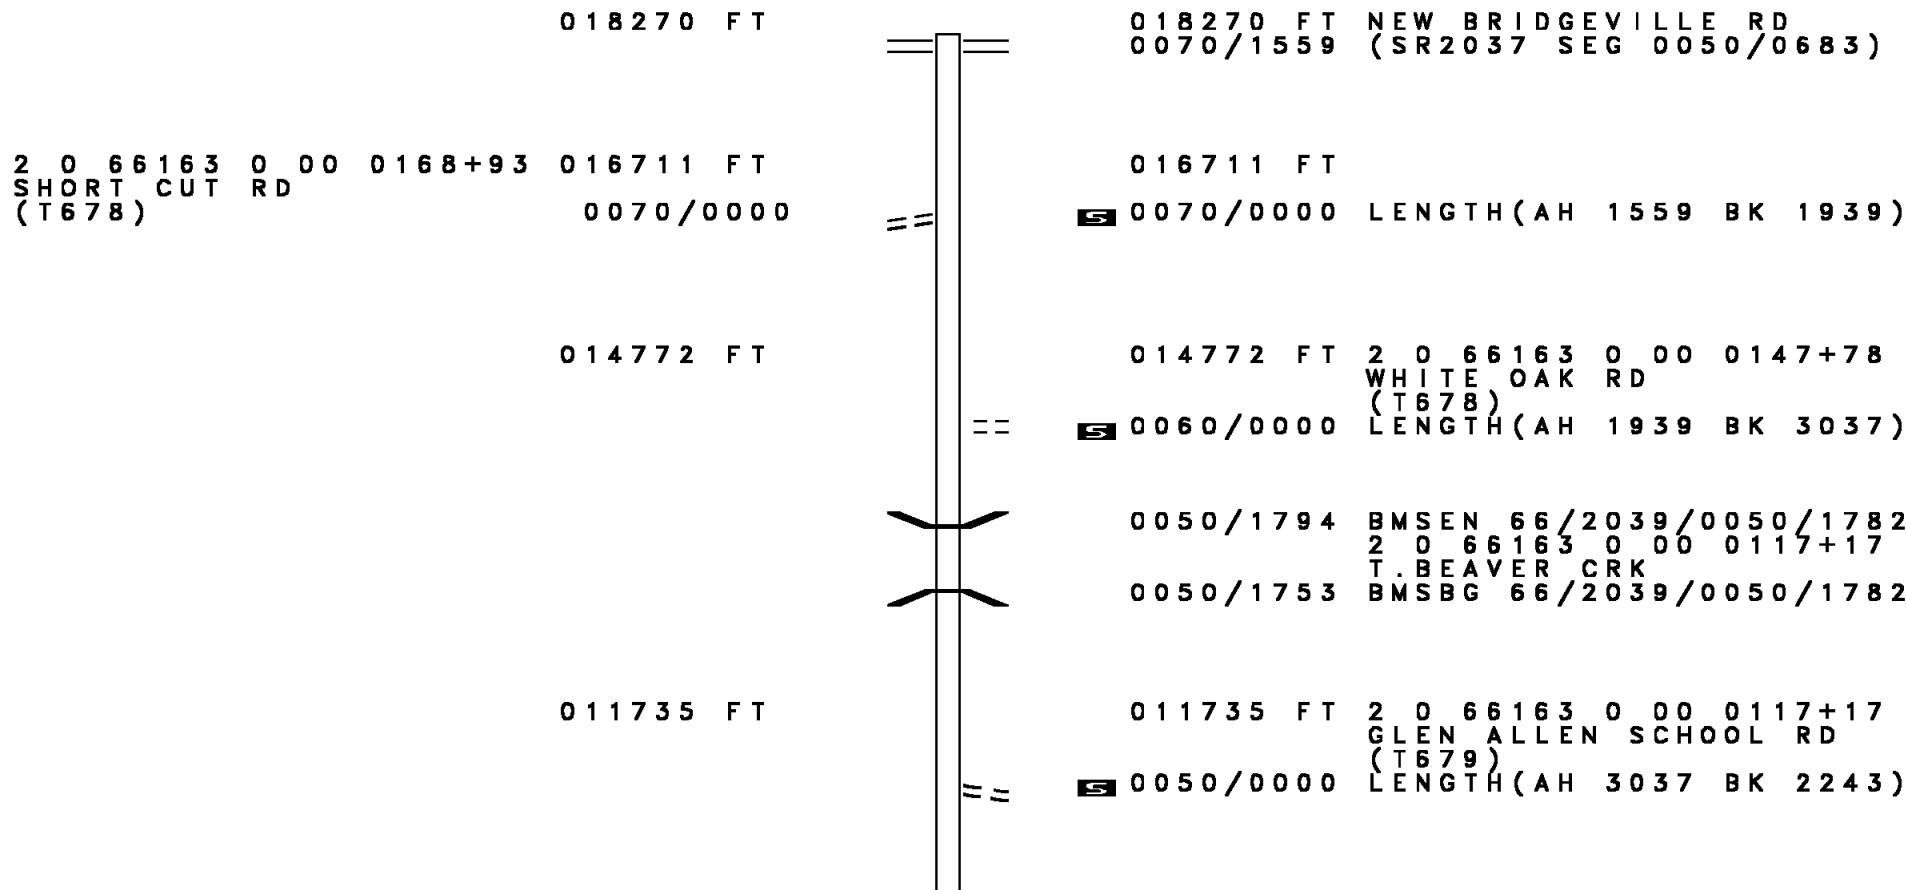 018270 FT 018270 FT NEW BRIDGEVILLE RD
0070/1559 (SR2037 SEG 0050/0683)
2 0 66163 0 00 0168+93 016711 FT 016711 FT
SHORT CUT RD
(T678) 0070/0000 S 0070/0000 LENGTH(AH 1559 BK 1939)
014772 FT 014772 FT 2 0 66163 0 00 0147+78
WHITE OAK RD
(T678)
S 0060/0000 LENGTH(AH 1939 BK 3037)
0050/1794 BMSEN 66/2039/0050/1782
2 0 66163 0 00 0117+17
T.BEAVER CRK
0050/1753 BMSBG 66/2039/0050/1782
011735 FT 011735 FT 2 0 66163 0 00 0117+17
GLEN ALLEN SCHOOL RD
(T679)
S 0050/0000 LENGTH(AH 3037 BK 2243)